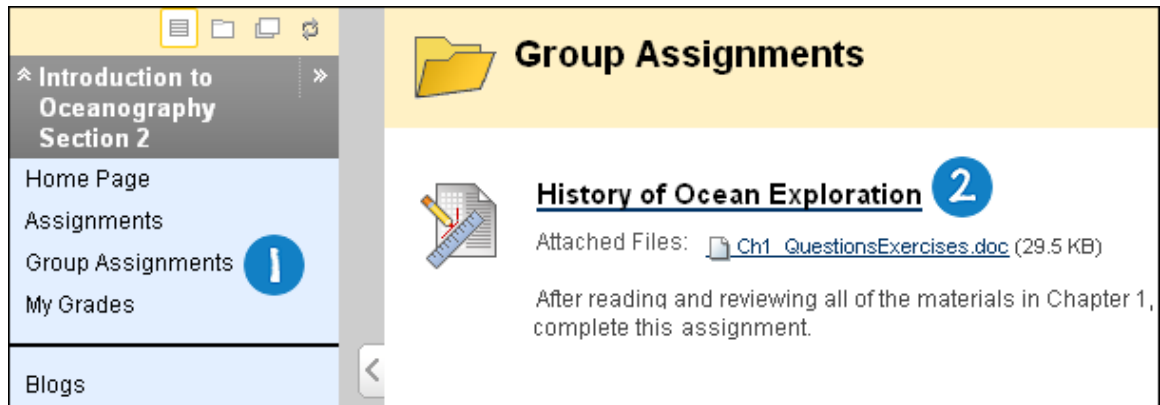 Introduction to
Oceanography
Section 2
Home Page
Assignments
Group Assignments 1
My Grades
Blogs
Group Assignments
History of Ocean Exploration 2
Attached Files: Ch1_QuestionsExercises.doc (29.5 KB)
After reading and reviewing all of the materials in Chapter 1,
complete this assignment.